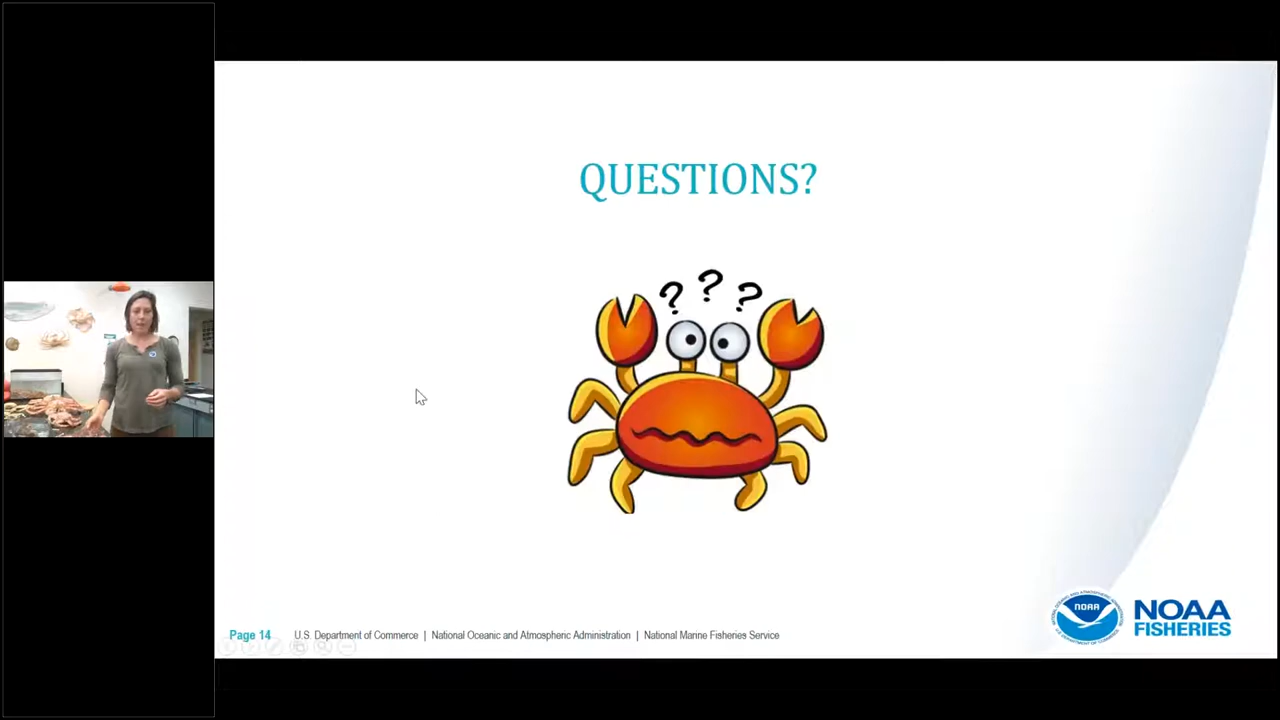 QUESTIONS?
? ? ?
NOAA
NOAA
FISHERIES
Page 14 U.S. Department of Commerce | National Oceanic and Atmospheric Administration | National Marine Fisheries Service